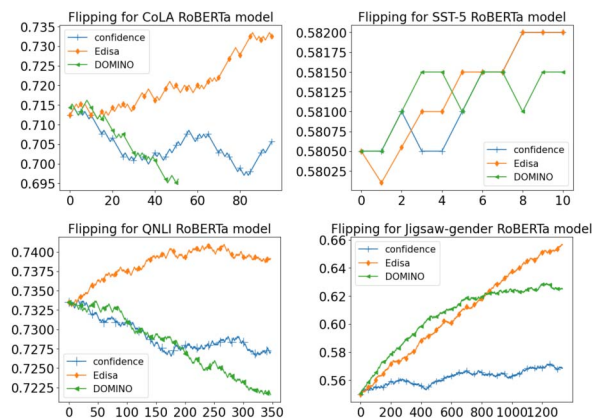 Flipping for CoLA RoBERTa model
0.735
0.730
0.725
0.720
0.715
0.710
0.705
0.700
0.695
confidence
Edisa
DOMINO
0 20 40 60 80
Flipping for SST-5 RoBERTa model
0.58200
0.58175
0.58150
0.58125
0.58100
0.58075
0.58050
0.58025
confidence
Edisa
DOMINO
0 2 4 6 8 10
Flipping for QNLI RoBERTa model
0.7400
0.7375
0.7350
0.7325
0.7300
0.7275
0.7250
0.7225
confidence
Edisa
DOMINO
0 50 100 150 200 250 300 350
Flipping for Jigsaw-gender RoBERTa model
0.66
0.64
0.62
0.60
0.58
0.56
confidence
Edisa
DOMINO
0 200 400 600 800 1000 1200